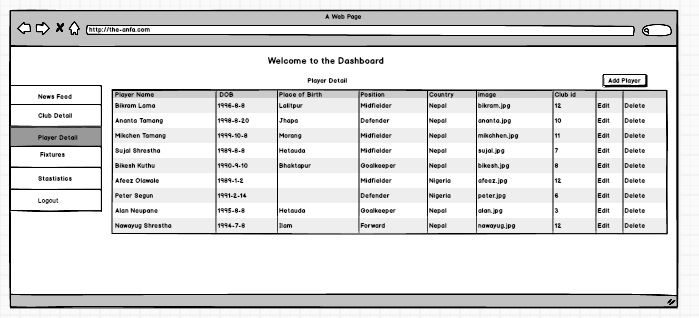 A Web Page
http://the-anfa.com
Welcome to the Dashboard
Player Detail
Add Player
News Feed
Club Detail
Player Detail
Fixtures
Stastistics
Logout
Player Name DOB Place of Birth Position Country image Club id
Bikram Lama 1996-8-8 Lalitpur Midfielder Nepal bikram.jpg 12 Edit Delete
Ananta Tamang 1998-8-20 Jhapa Defender Nepal ananta.jpg 10 Edit Delete
Mikchen Tamang 1999-10-8 Morang Midfielder Nepal mikchhen.jpg 11 Edit Delete
Sujal Shrestha 1989-8-8 Hetauda Midfielder Nepal sujal.jpg 7 Edit Delete
Bikesh Kuthu 1990-9-10 Bhaktapur Goalkeeper Nepal bikesh.jpg 8 Edit Delete
Afeez Olawale 1989-1-2 Midfielder Nigeria afeez.jpg 12 Edit Delete
Peter Segun 1991-2-14 Defender Nigeria peter.jpg 6 Edit Delete
Alan Neupane 1995-8-8 Hetauda Goalkeeper Nepal alan.jpg 3 Edit Delete
Nawayug Shrestha 1994-7-8 Ilam Forward Nepal nawayug.jpg 12 Edit Delete